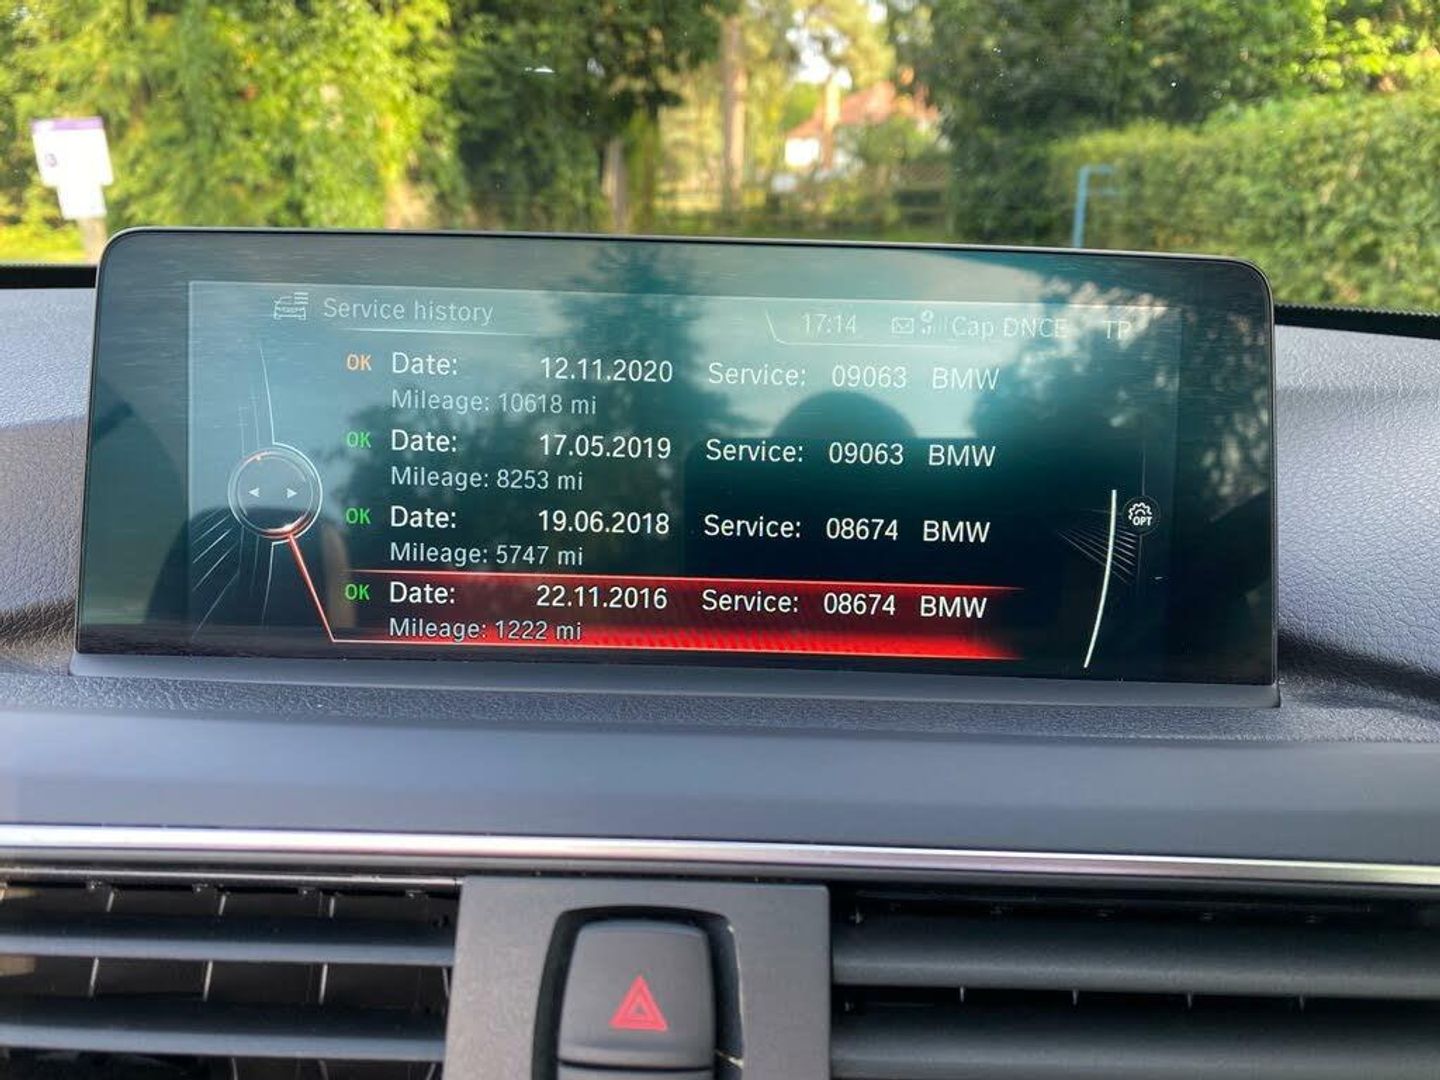 Service history 17:14 Cap DNCE TP
OK Date: 12.11.2020 Service: 09063 BMW
Mileage: 10618 mi
OK Date: 17.05.2019 Service: 09063 BMW
Mileage: 8253 mi
OK Date: 19.06.2018 Service: 08674 BMW
Mileage: 5747 mi
OK Date: 22.11.2016 Service: 08674 BMW
Mileage: 1222 mi
OPT